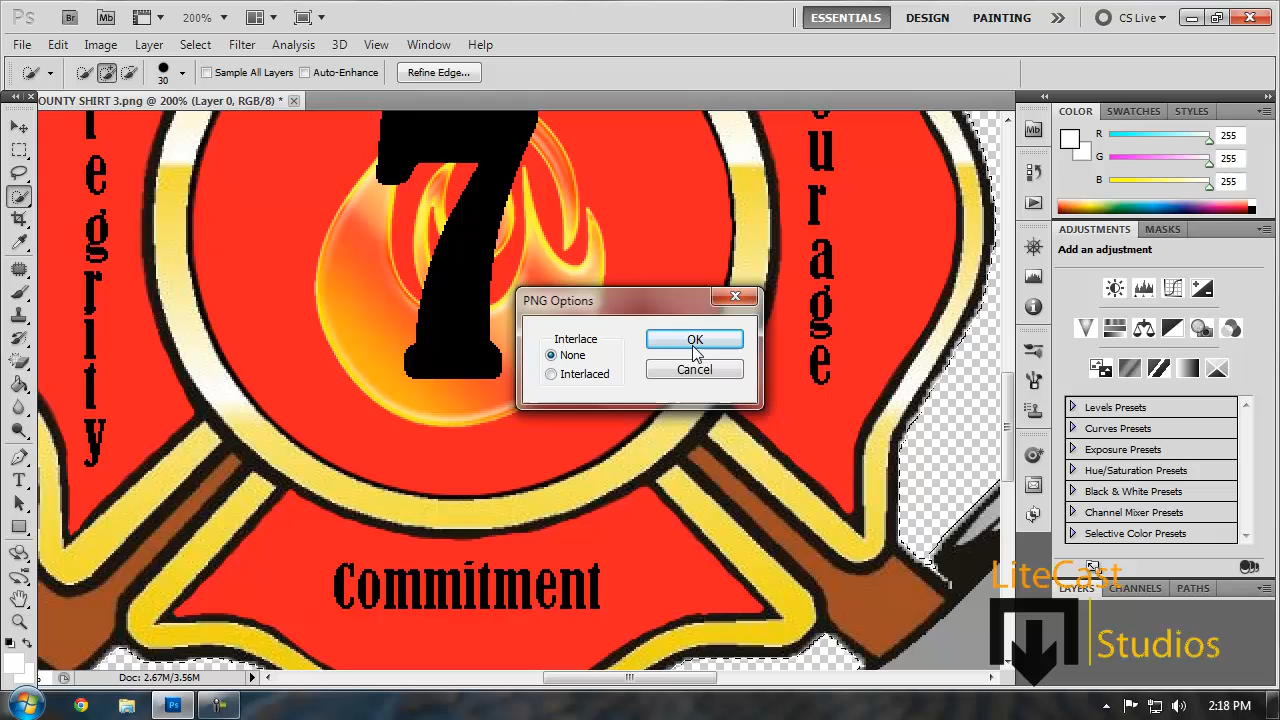 Ps Br Mb 200% ESSENTIALS DESIGN PAINTING CS Live
File Edit Image Layer Select Filter Analysis 3D View Window Help
30 Sample All Layers Auto-Enhance Refine Edge...
OUNTY SHIRT 3.png @ 200% (Layer 0, RGB/8) *
COLOR SWATCHES STYLES
R 255
G 255
B 255
Mb
ADJUSTMENTS MASKS
Add an adjustment
Levels Presets
Curves Presets
Exposure Presets
Hue/Saturation Presets
Black & White Presets
Channel Mixer Presets
Selective Color Presets
LAYERS CHANNELS PATHS
egrity
urage
7
Commitment
PNG Options
Interlace
None
Interlaced
OK
Cancel
LiteCast
Studios
Doc: 2.67M/3.56M
Ps
2:18 PM